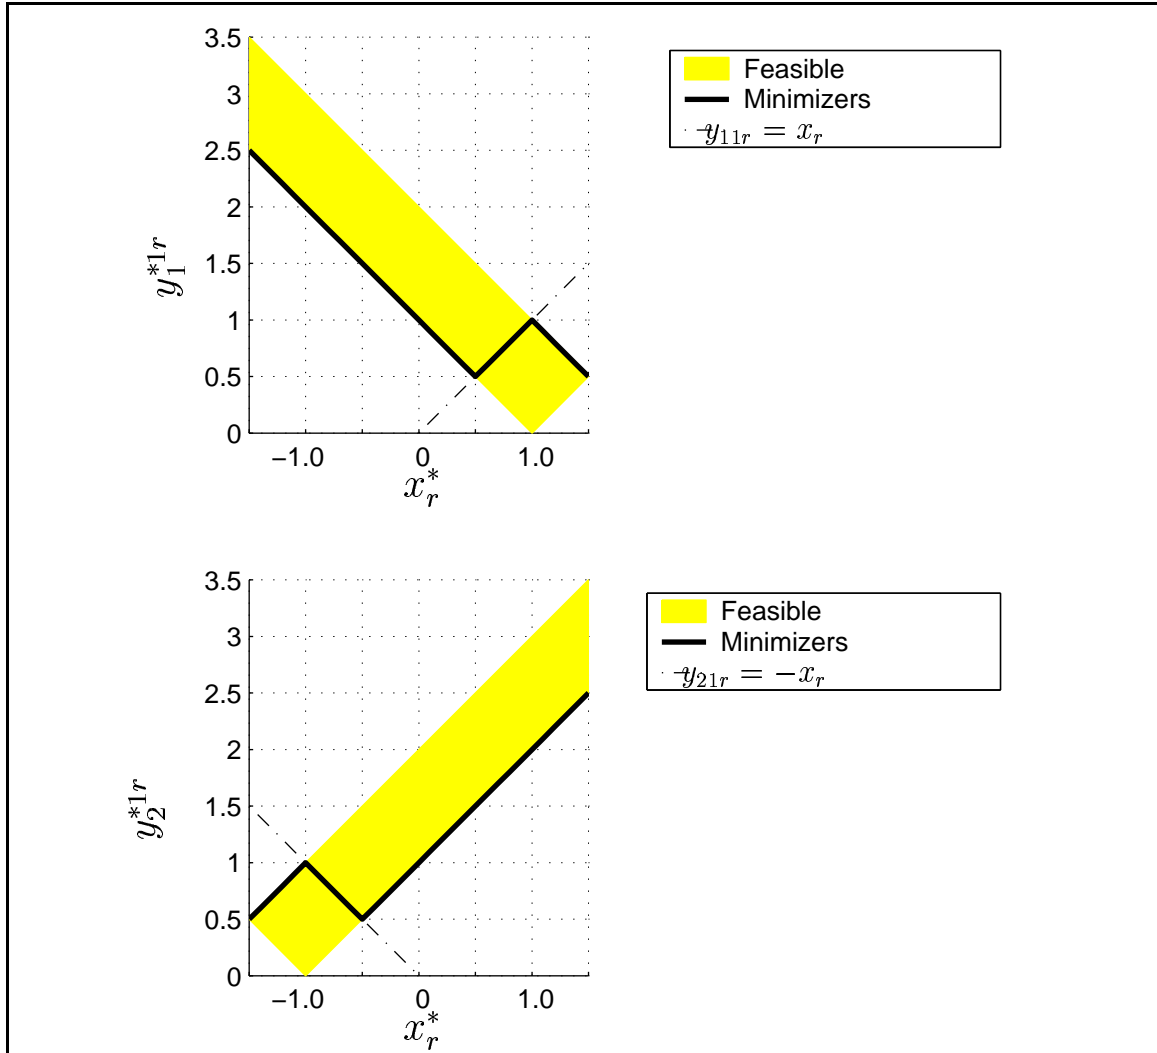 3.5
3
2.5
2
1.5
1
0.5
0
−1.0 0 1.0
x_r^*
y_1^{*1r}
Feasible
Minimizers
y_{11r} = x_r
3.5
3
2.5
2
1.5
1
0.5
0
−1.0 0 1.0
x_r^*
y_2^{*1r}
Feasible
Minimizers
y_{21r} = −x_r